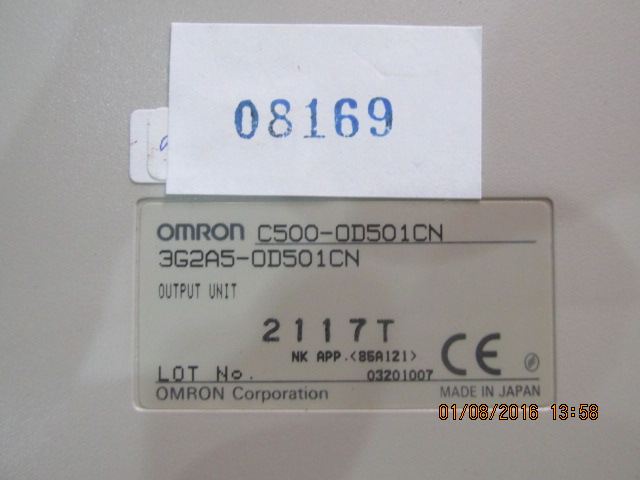 08169
OMRON C500-OD501CN
3G2A5-OD501CN
OUTPUT UNIT
2117T
NK APP.<86A121>
LOT No. 03201007
OMRON Corporation MADE IN JAPAN
CE
01/08/2016 13:58